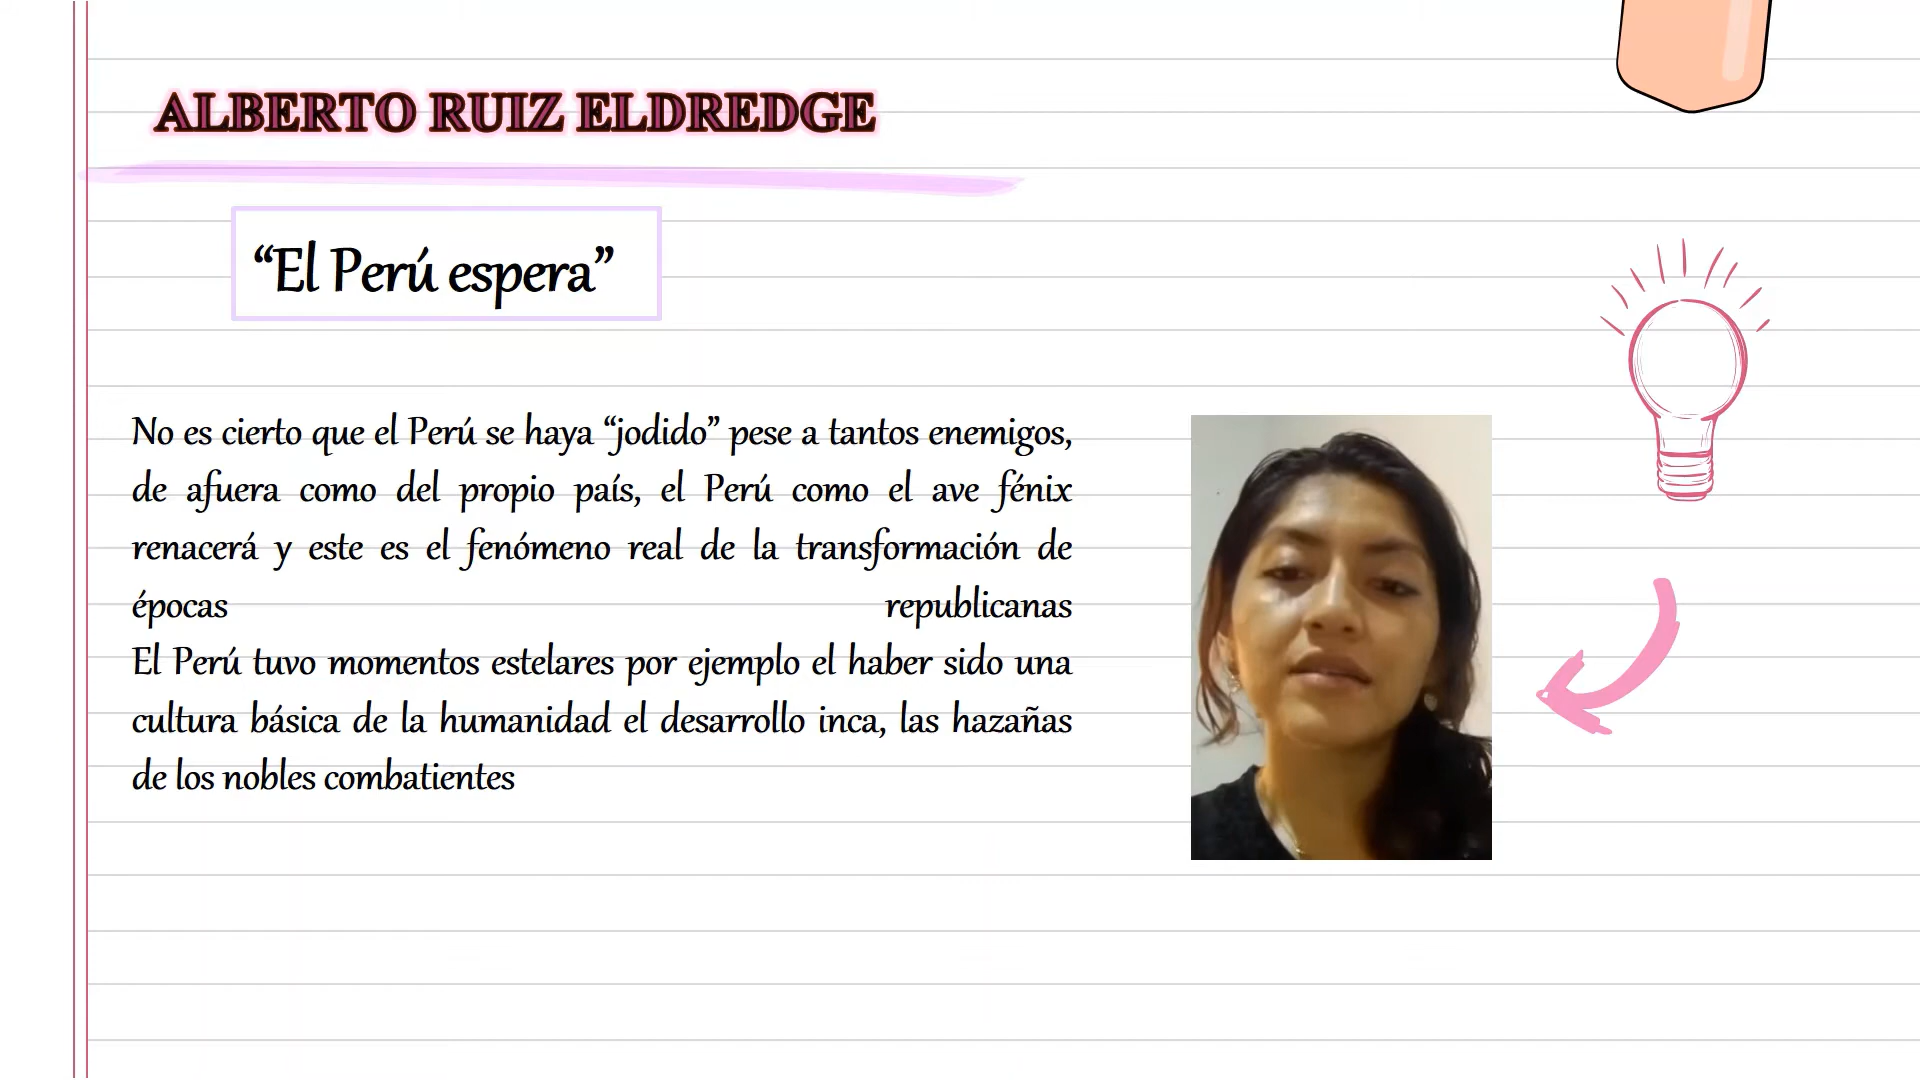 ALBERTO RUIZ ELDREDGE
“El Perú espera”
No es cierto que el Perú se haya “jodido” pese a tantos enemigos,
de afuera como del propio país, el Perú como el ave fénix
renacerá y este es el fenómeno real de la transformación de
épocas republicanas
El Perú tuvo momentos estelares por ejemplo el haber sido una
cultura básica de la humanidad el desarrollo inca, las hazañas
de los nobles combatientes